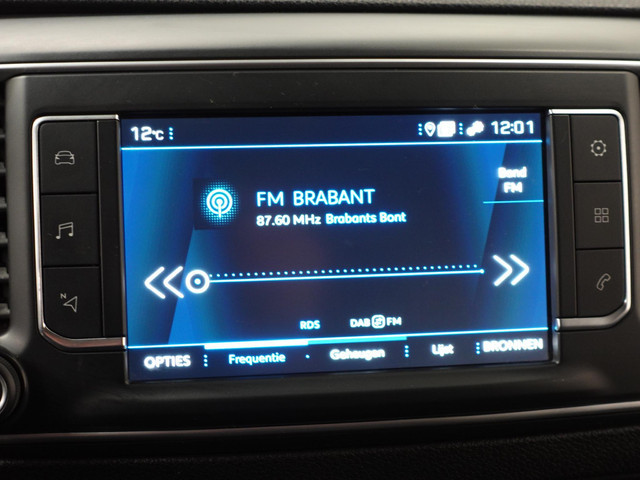 12°C 12:01
Band
FM
FM BRABANT
87.60 MHz Brabants Bont
N
RDS DAB FM
OPTIES Frequentie Geheugen Lijst BRONNEN